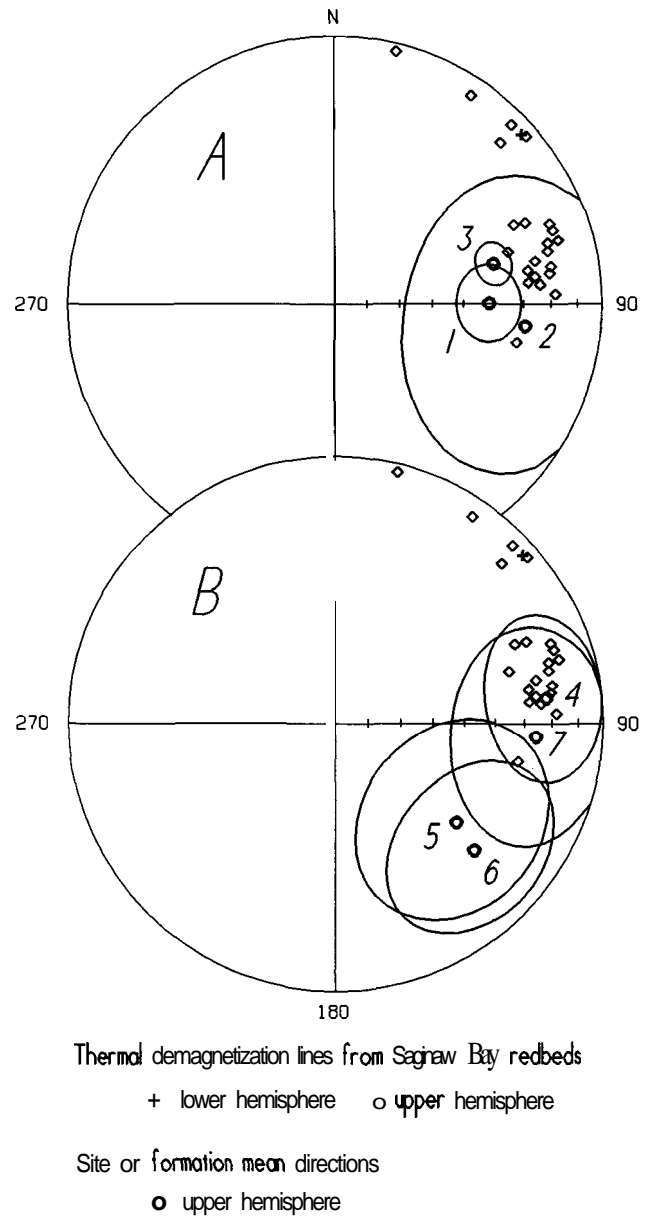 N
A
3
270
90
1
2
B
4
270
90
7
5
6
180
Thermal demagnetization lines from Saginaw Bay redbeds
+ lower hemisphere o upper hemisphere
Site or formation mean directions
o upper hemisphere